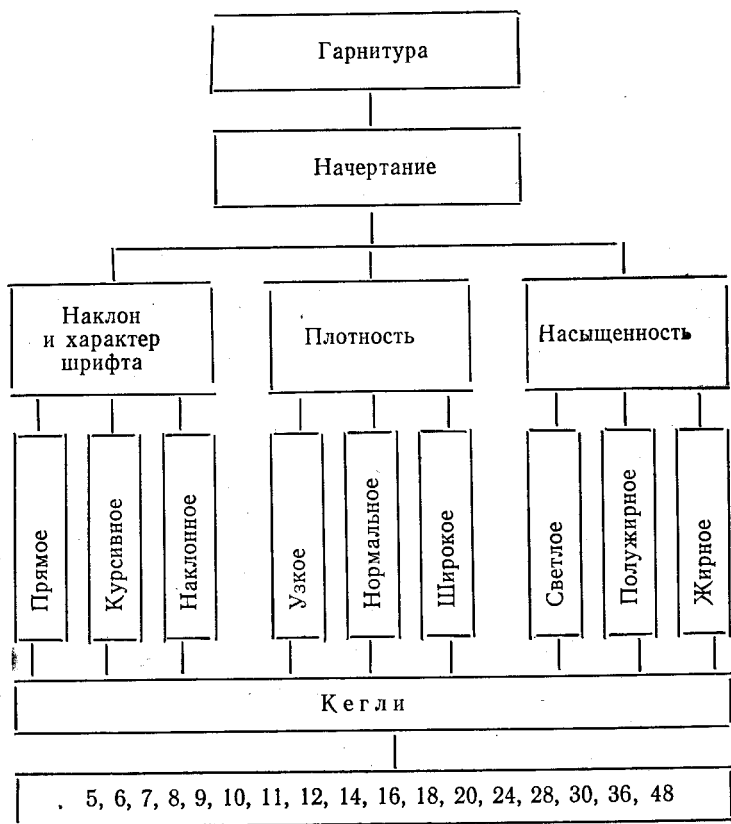 Гарнитура
Начертание
Наклон
и характер
шрифта
Плотность
Насыщенность
Прямое
Курсивное
Наклонное
Узкое
Нормальное
Широкое
Светлое
Полужирное
Жирное
Кегли
5, 6, 7, 8, 9, 10, 11, 12, 14, 16, 18, 20, 24, 28, 30, 36, 48